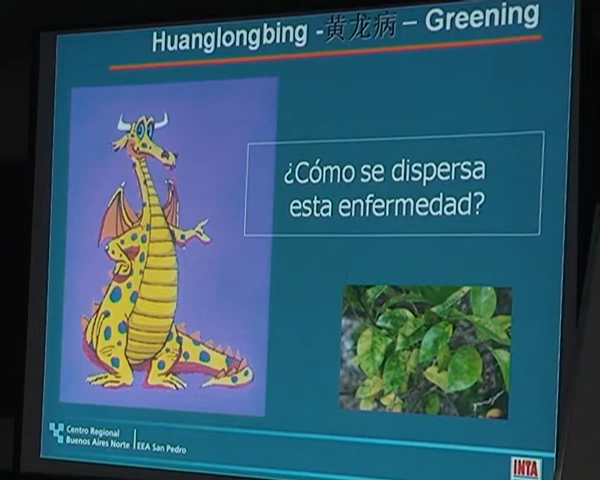 Huanglongbing -黄龙病 – Greening
¿Cómo se dispersa
esta enfermedad?
Centro Regional
Buenos Aires Norte
EEA San Pedro
INTA